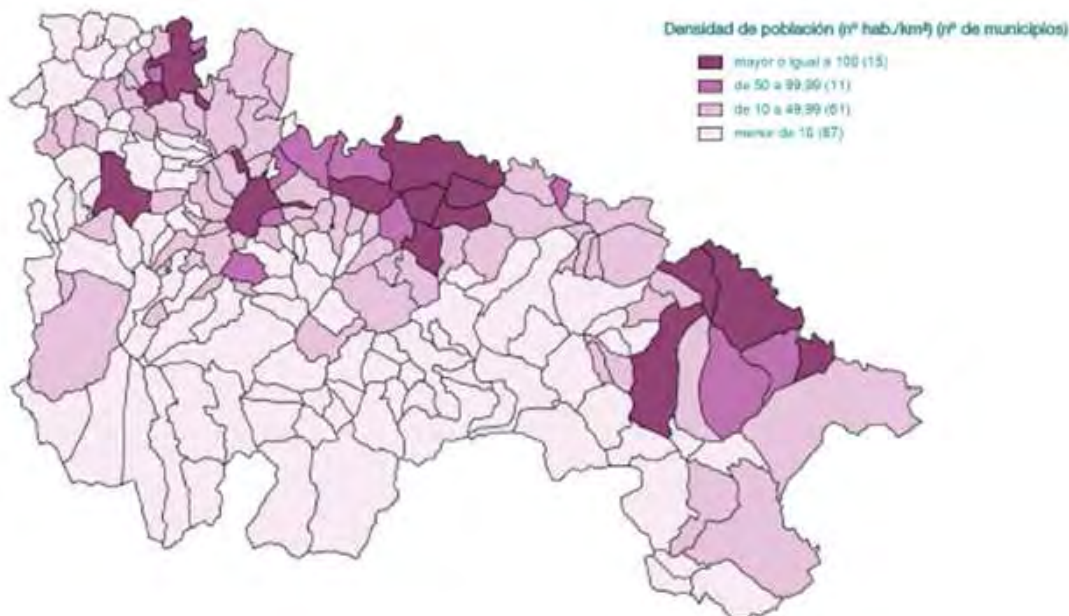 Densidad de población (nº hab./km²) (nº de municipios)
mayor o igual a 100 (15)
de 50 a 99,99 (11)
de 10 a 49,99 (61)
menor de 10 (87)